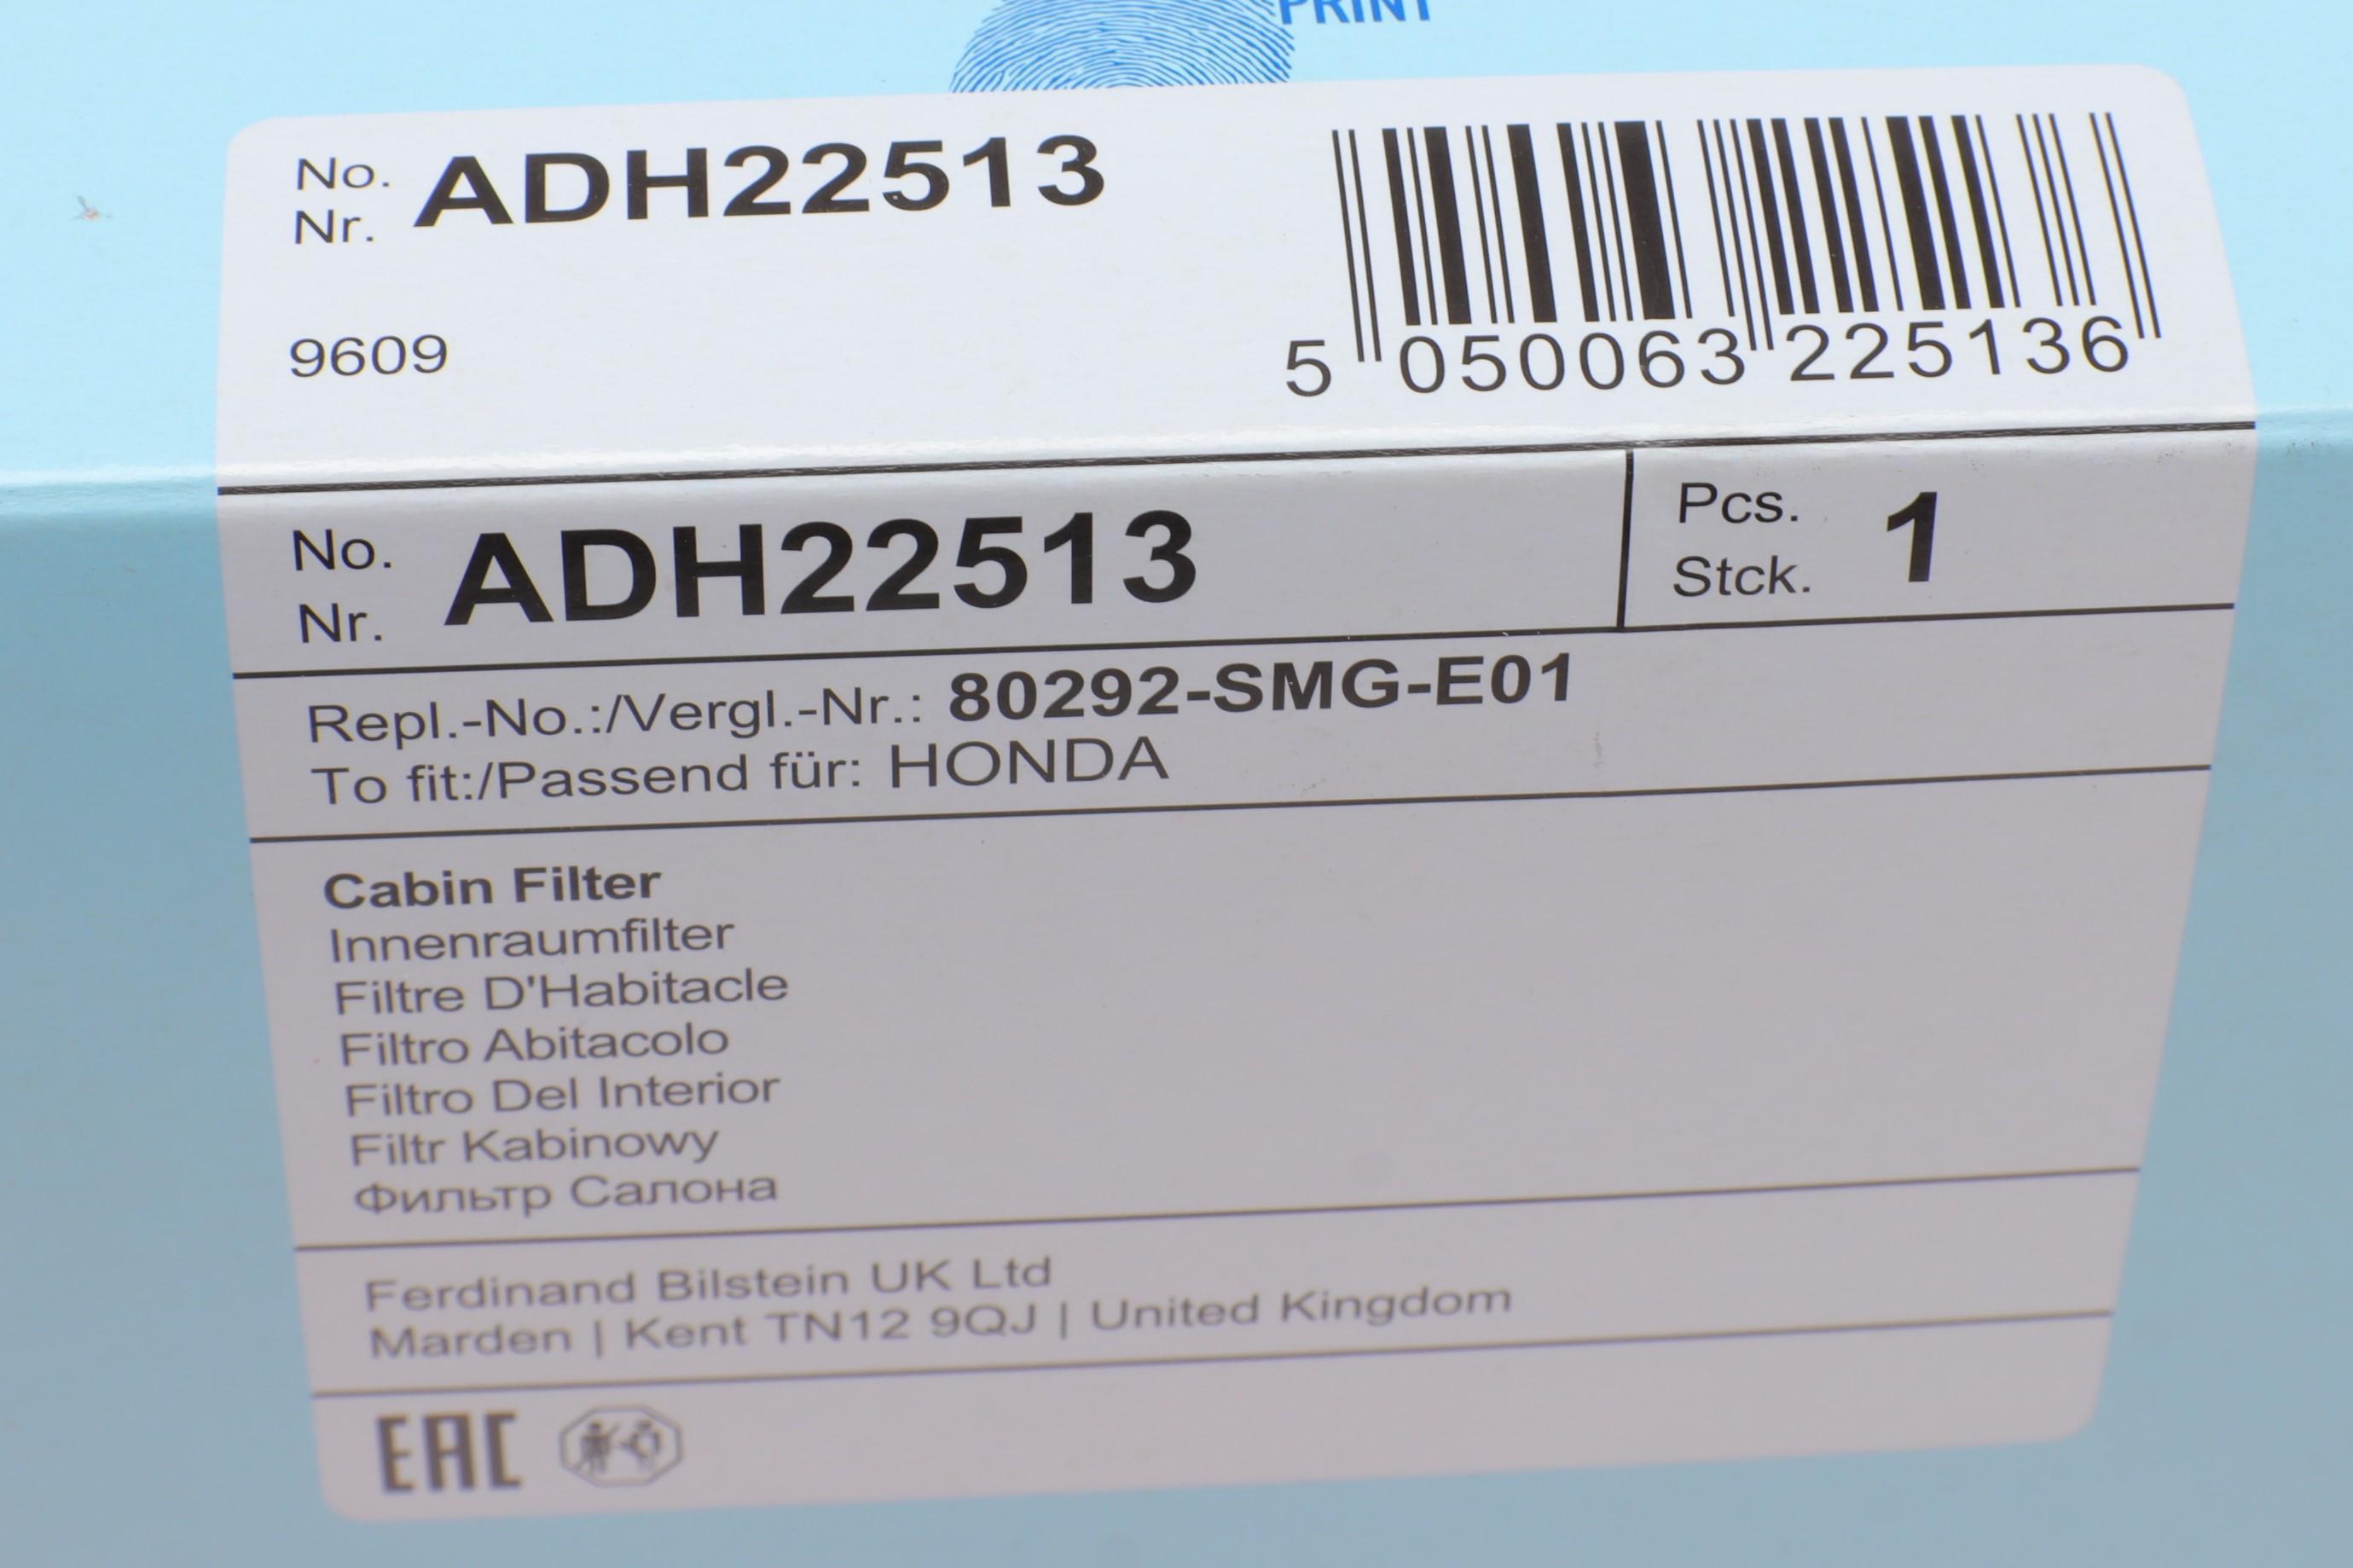 PRINT
No. ADH22513
Nr.
9609
5 050063 225136
No. ADH22513
Nr.
Pcs. 1
Stck.
Repl.-No.:/Vergl.-Nr.: 80292-SMG-E01
To fit:/Passend für: HONDA
Cabin Filter
Innenraumfilter
Filtre D'Habitacle
Filtro Abitacolo
Filtro Del Interior
Filtr Kabinowy
Фильтр Салона
Ferdinand Bilstein UK Ltd
Marden | Kent TN12 9QJ | United Kingdom
EAC